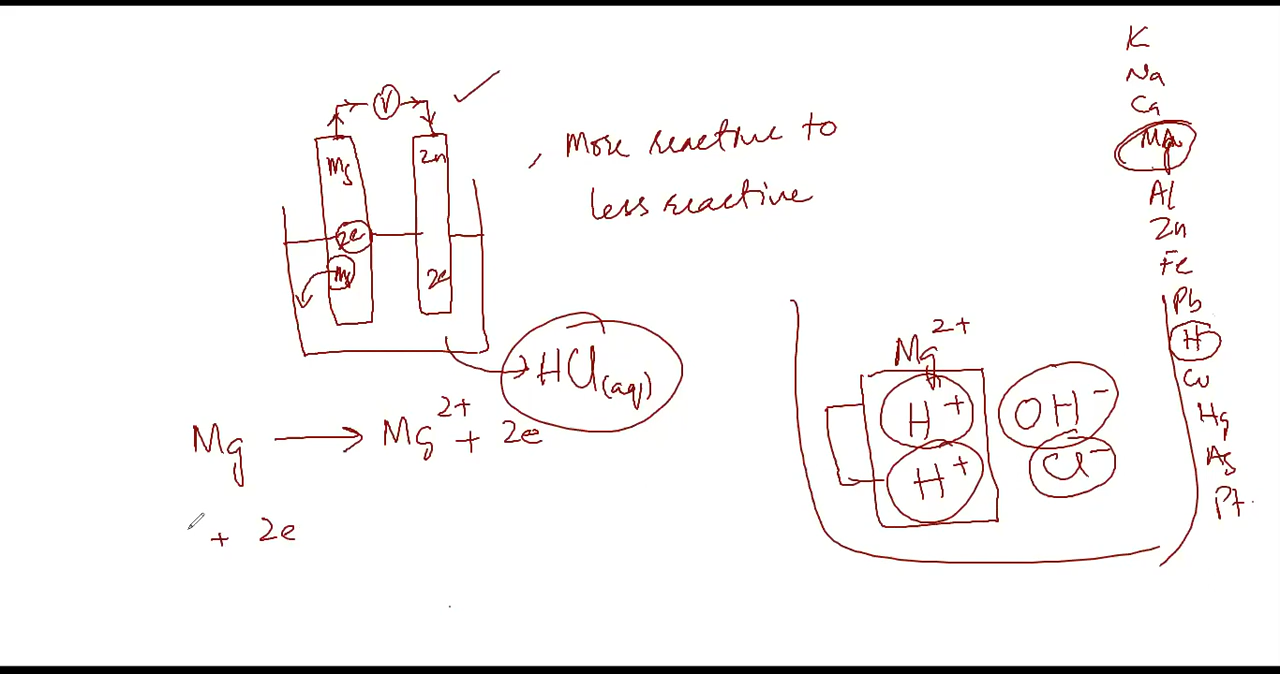 V
Mg
Zn
2e
Mg
2e
, More reactive to
less reactive
HCl(aq)
Mg → Mg2+ + 2e
+ 2e
Mg2+
H+ OH-
H+ Cl-
K
Na
Ca
Mg
Al
Zn
Fe
Pb
H
Cu
Hg
Ag
Pt